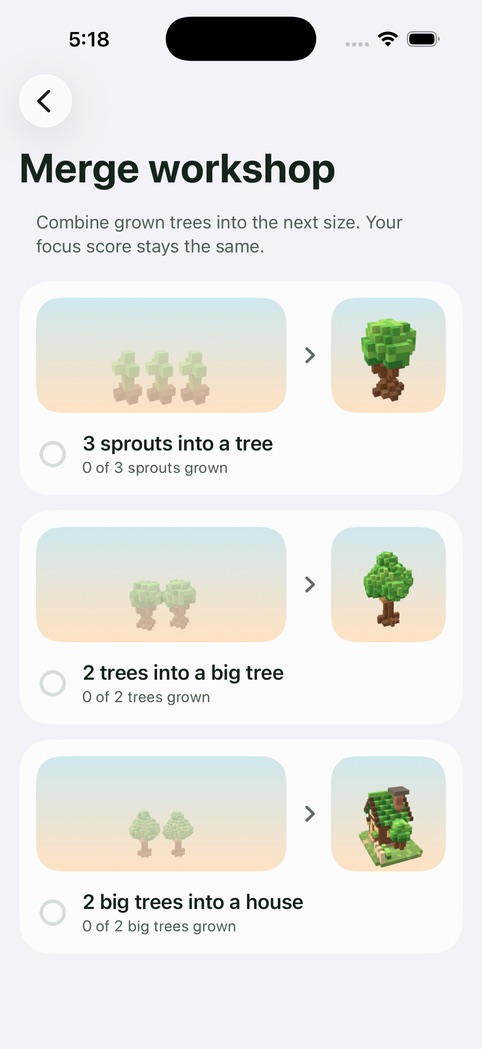 5:18
Merge workshop
Combine grown trees into the next size. Your
focus score stays the same.
3 sprouts into a tree
0 of 3 sprouts grown
2 trees into a big tree
0 of 2 trees grown
2 big trees into a house
0 of 2 big trees grown